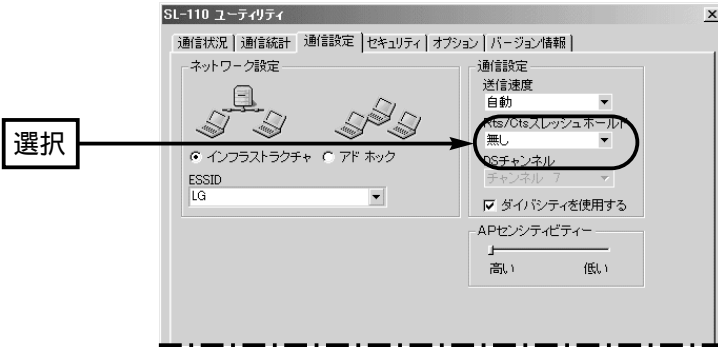 SL-110 ユーティリティ
通信状況 通信統計 通信設定 セキュリティ オプション バージョン情報
ネットワーク設定
インフラストラクチャ アド ホック
ESSID
LG
通信設定
送信速度
自動
Rts/Ctsスレッシュホールド
無し
DSチャンネル
チャンネル 7
ダイバシティを使用する
APセンシティビティー
高い 低い
選択